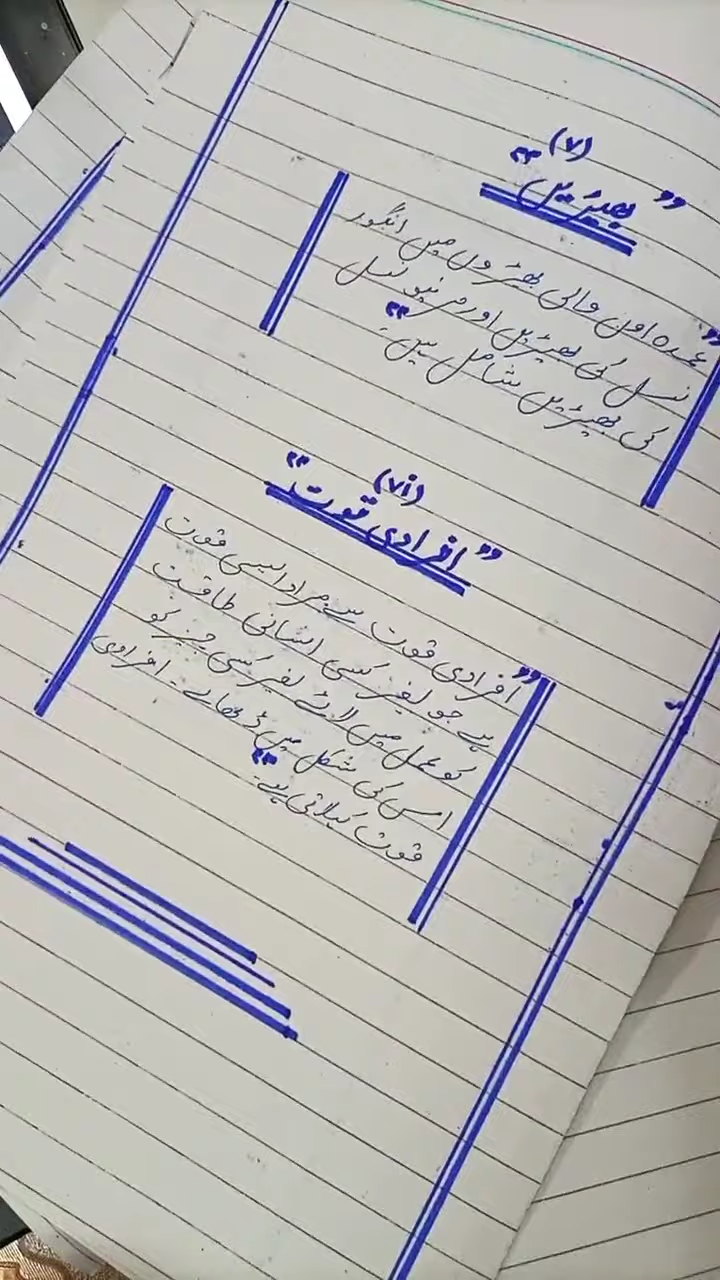 (v)
"بھیڑیں"
"عمدہ اون والی بھیڑوں میں انگور
نسل کی بھیڑیں اور مرینو نسل
کی بھیڑیں شامل ہیں۔"
(vi)
"افرادی قوت"
"افرادی قوت سے مراد ایسی قوت
ہے جو بغیر کسی انسانی طاقت
کو عمل میں لائے بغیر کسی چیز کو
اس کی شکل میں ہے۔ افرادی
قوت کہلاتی ہے۔"